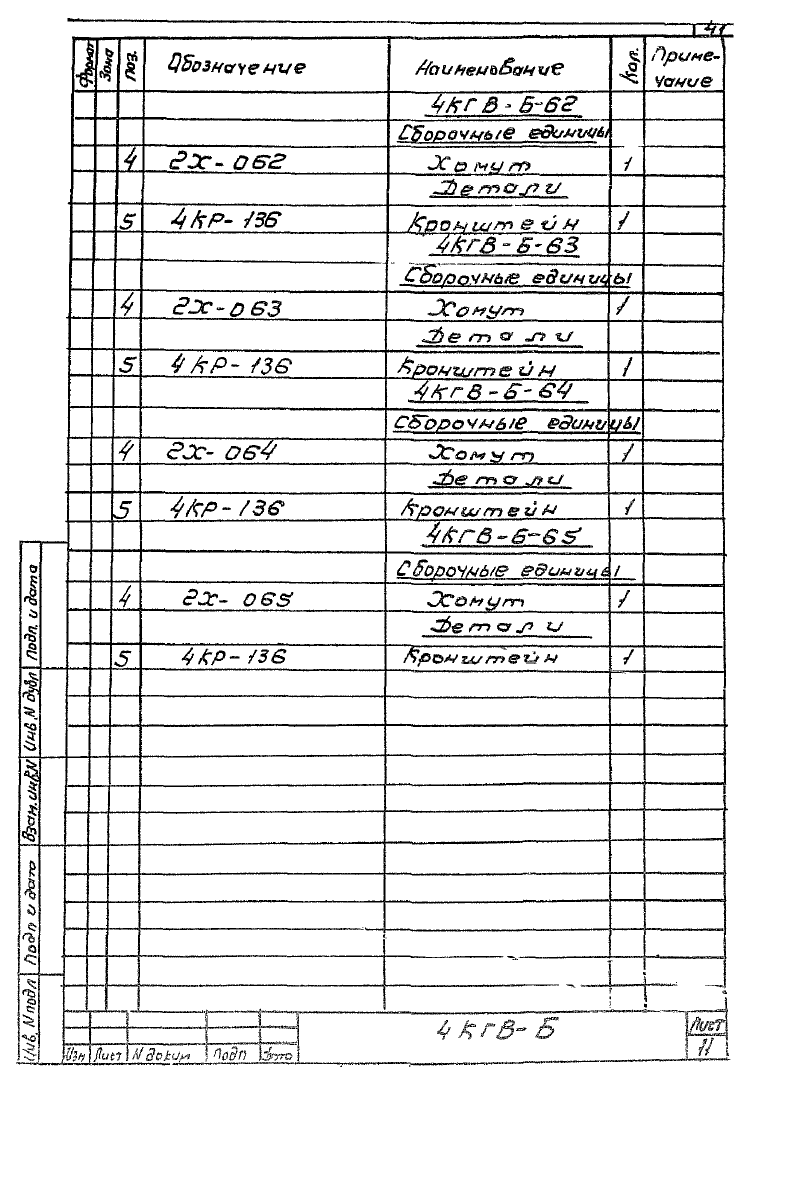 41
Формат Зона Поз. Обозначение Наименование Кол. Приме-
чание
4КГВ-Б-62
Сборочные единицы
4 2Х-062 Хомут 1
Детали
5 4КР-136 Кронштейн 1
4КГВ-Б-63
Сборочные единицы
4 2Х-063 Хомут 1
Детали
5 4КР-136 Кронштейн 1
4КГВ-Б-64
Сборочные единицы
4 2Х-064 Хомут 1
Детали
5 4КР-136 Кронштейн 1
4КГВ-Б-65
Сборочные единицы
4 2Х-065 Хомут 1
Детали
5 4КР-136 Кронштейн 1
Подп. и дата
Инв N дубл
Взам.инв.N
Подп и дата
Инв. N подл
4КГВ-Б
Лист
11
Изм Лист N докум Подп Дата